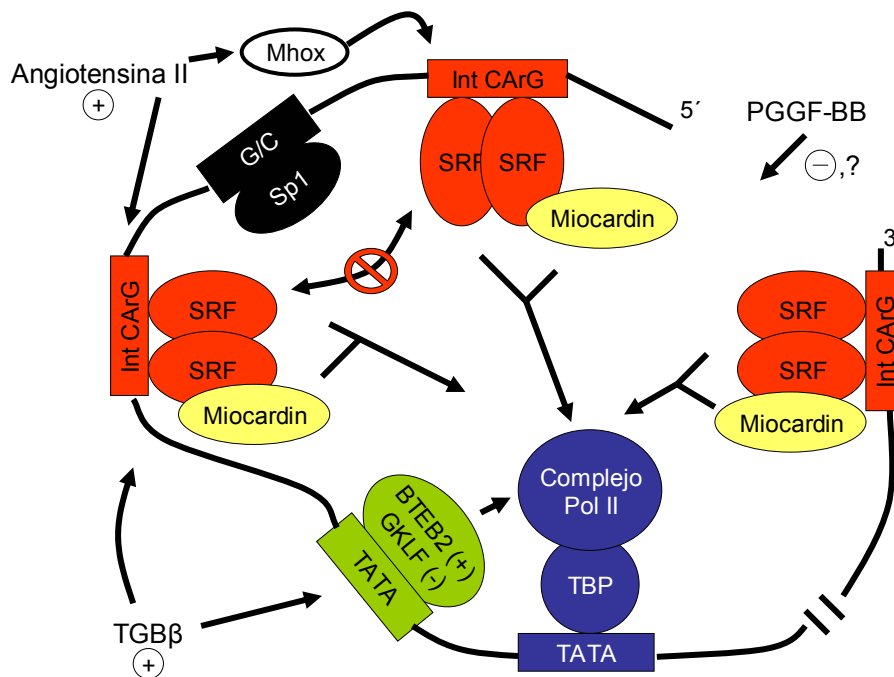 Mhox
Angiotensina II
+
Int CArG
5´
PGGF-BB
−,?
G/C
Sp1
SRF
SRF
Miocardin
3
Int CArG
SRF
SRF
Miocardin
SRF
SRF
Miocardin
Int CArG
Complejo
Pol II
BTEB2 (+)
GKLF (-)
TATA
TBP
TGBβ
+
TATA